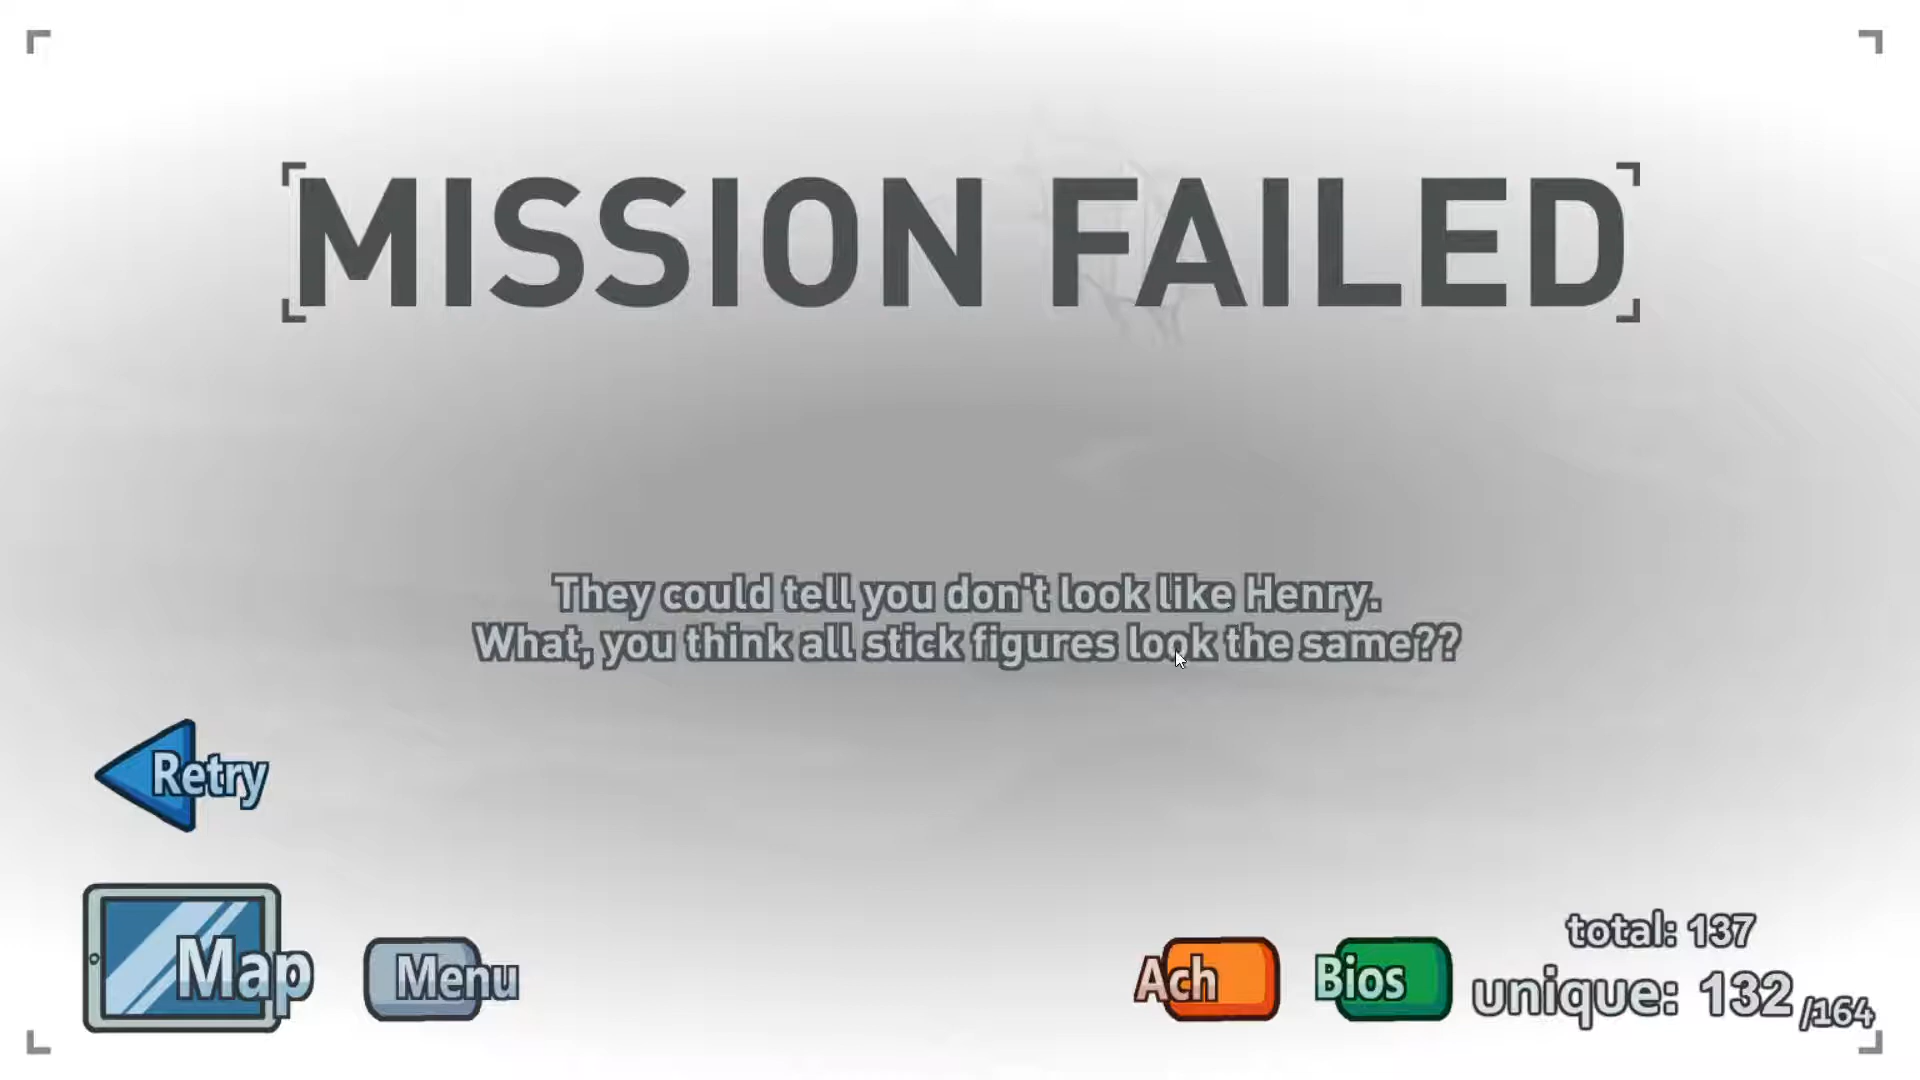 MISSION FAILED
They could tell you don't look like Henry.
What, you think all stick figures look the same??
Retry
Map
Menu
Ach
Bios
total: 137
unique: 132 /164